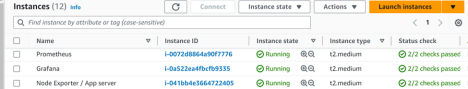 Instances (12) Info
Connect
Instance state
Actions
Launch instances
Find instance by attribute or tag (case-sensitive)
1
Name Instance ID Instance state Instance type Status check
Prometheus i-0072d8864a90f7776 Running t2.medium 2/2 checks passed
Grafana i-0a522ea4fbcfb9335 Running t2.medium 2/2 checks passed
Node Exporter / App server i-041bb4e3664722405 Running t2.medium 2/2 checks passed